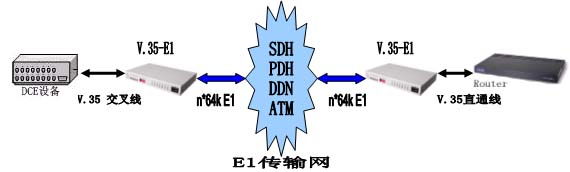 V.35-E1
V.35-E1
SDH
PDH
DDN
ATM
DCE设备
V.35 交叉线
n*64k E1
n*64k E1
Router
V.35直通线
E1传输网